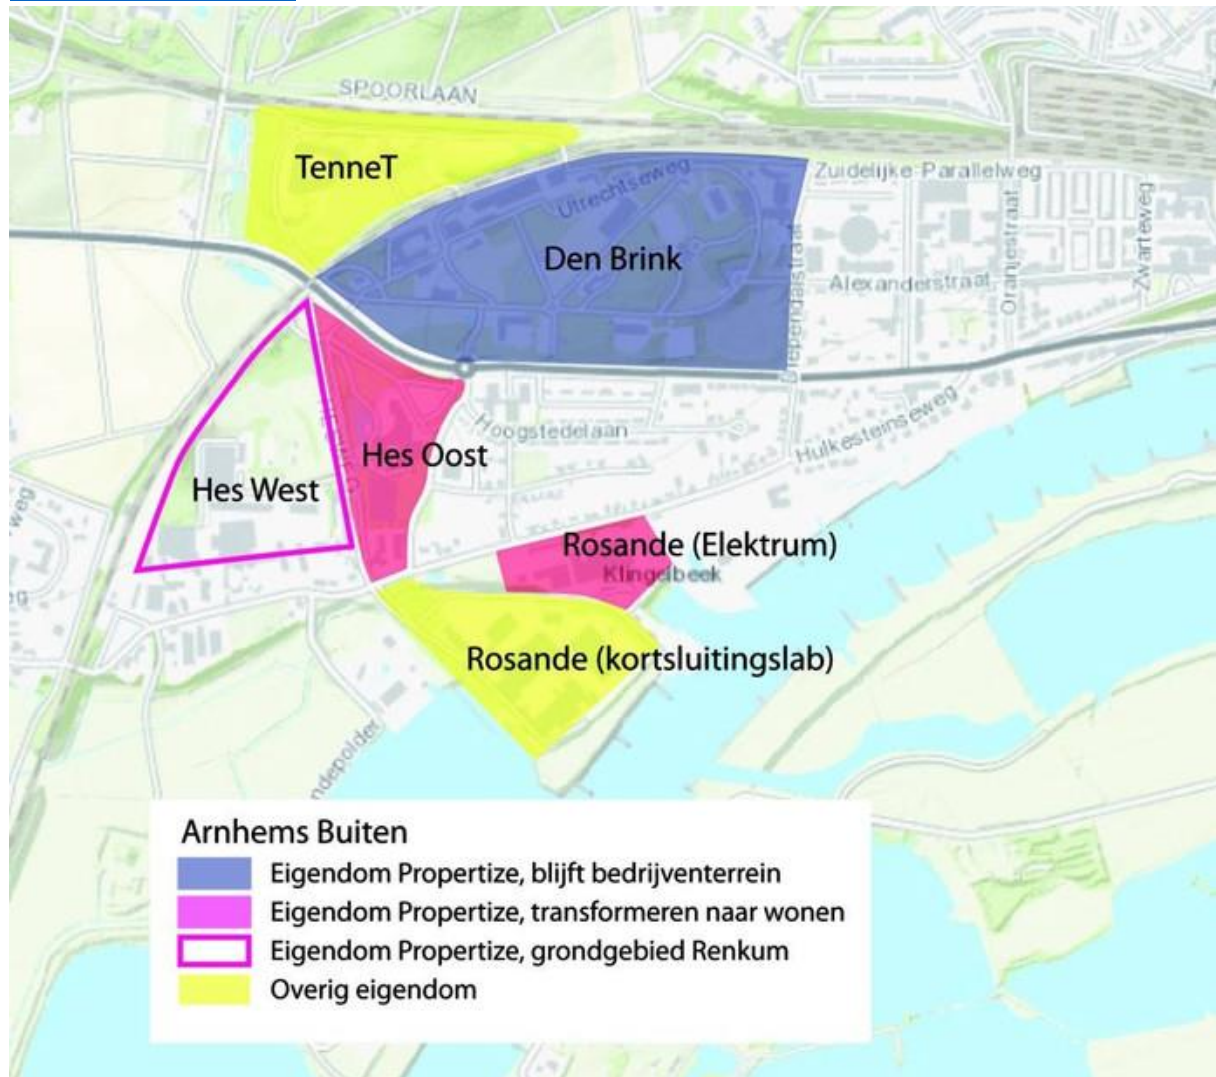 SPOORLAAN
TenneT
Utrechtseweg
Zuidelijke Parallelweg
Den Brink
Alexanderstraat
Oranjestraat
Zwarteweg
Hoogstedelaan
Hulkesteinseweg
Hes Oost
Hes West
weg
Rosande (Elektrum)
Klingelbeek
Rosande (kortsluitingslab)
ndepolder
Arnhems Buiten
Eigendom Propertize, blijft bedrijventerrein
Eigendom Propertize, transformeren naar wonen
Eigendom Propertize, grondgebied Renkum
Overig eigendom